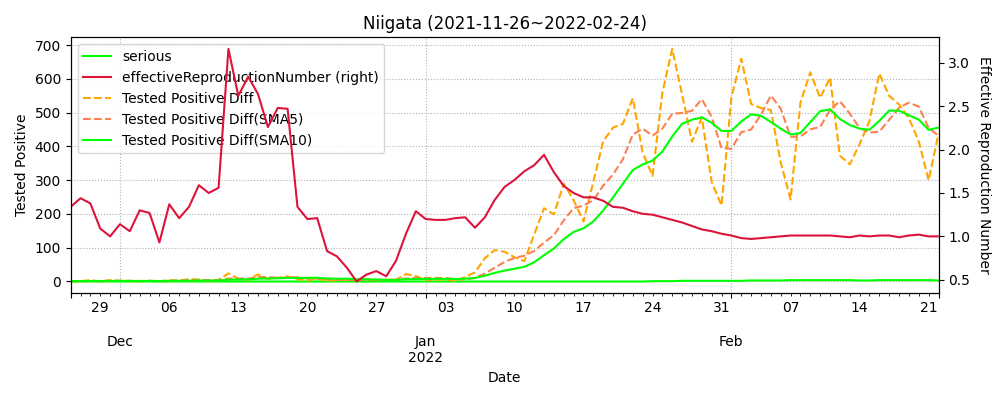 Niigata (2021-11-26~2022-02-24)
serious
effectiveReproductionNumber (right)
Tested Positive Diff
Tested Positive Diff(SMA5)
Tested Positive Diff(SMA10)
Tested Positive
700
600
500
400
300
200
100
0
Effective Reproduction Number
3.0
2.5
2.0
1.5
1.0
0.5
29 06 13 20 27 03 10 17 24 31 07 14 21
Dec Jan Feb
2022
Date